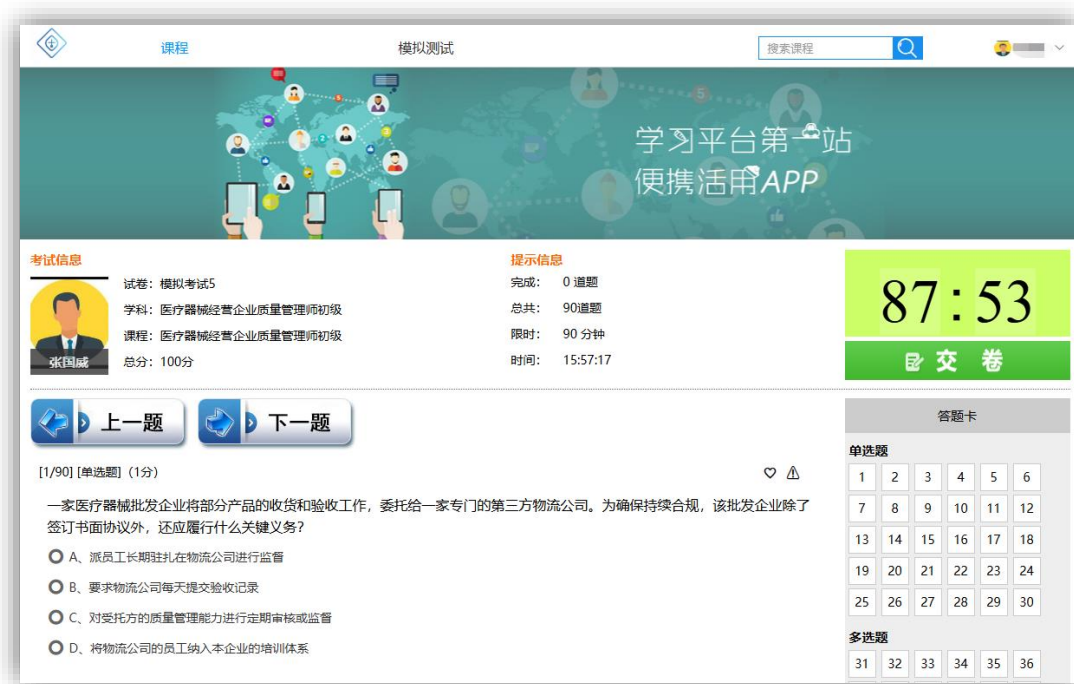 课程
模拟测试
搜索课程
学习平台第一站
便携活用APP
考试信息
试卷：模拟考试5
学科：医疗器械经营企业质量管理师初级
课程：医疗器械经营企业质量管理师初级
总分：100分
张国威
提示信息
完成： 0 道题
总共： 90道题
限时： 90 分钟
时间： 15:57:17
87:53
交 卷
上一题
下一题
[1/90] [单选题]（1分）
一家医疗器械批发企业将部分产品的收货和验收工作，委托给一家专门的第三方物流公司。为确保持续合规，该批发企业除了
签订书面协议外，还应履行什么关键义务？
A、派员工长期驻扎在物流公司进行监督
B、要求物流公司每天提交验收记录
C、对受托方的质量管理能力进行定期审核或监督
D、将物流公司的员工纳入本企业的培训体系
答题卡
单选题
1 2 3 4 5 6
7 8 9 10 11 12
13 14 15 16 17 18
19 20 21 22 23 24
25 26 27 28 29 30
多选题
31 32 33 34 35 36